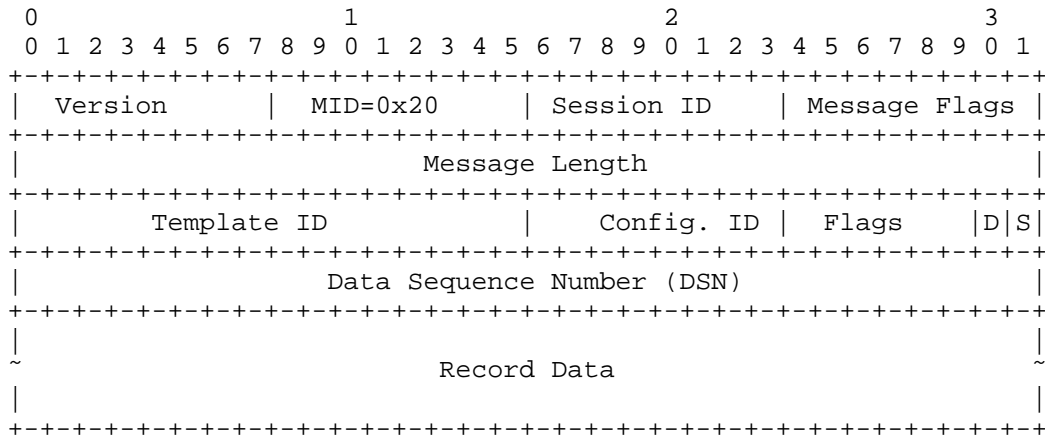 0                   1                   2                   3
 0 1 2 3 4 5 6 7 8 9 0 1 2 3 4 5 6 7 8 9 0 1 2 3 4 5 6 7 8 9 0 1
+-+-+-+-+-+-+-+-+-+-+-+-+-+-+-+-+-+-+-+-+-+-+-+-+-+-+-+-+-+-+-+-+
|  Version      |  MID=0x20     | Session ID    | Message Flags |
+-+-+-+-+-+-+-+-+-+-+-+-+-+-+-+-+-+-+-+-+-+-+-+-+-+-+-+-+-+-+-+-+
|                         Message Length                        |
+-+-+-+-+-+-+-+-+-+-+-+-+-+-+-+-+-+-+-+-+-+-+-+-+-+-+-+-+-+-+-+-+
|        Template ID            |    Config. ID |  Flags    |D|S|
+-+-+-+-+-+-+-+-+-+-+-+-+-+-+-+-+-+-+-+-+-+-+-+-+-+-+-+-+-+-+-+-+
|                   Data Sequence Number (DSN)                  |
+-+-+-+-+-+-+-+-+-+-+-+-+-+-+-+-+-+-+-+-+-+-+-+-+-+-+-+-+-+-+-+-+
|                                                               |
~                          Record Data                          ~
|                                                               |
+-+-+-+-+-+-+-+-+-+-+-+-+-+-+-+-+-+-+-+-+-+-+-+-+-+-+-+-+-+-+-+-+